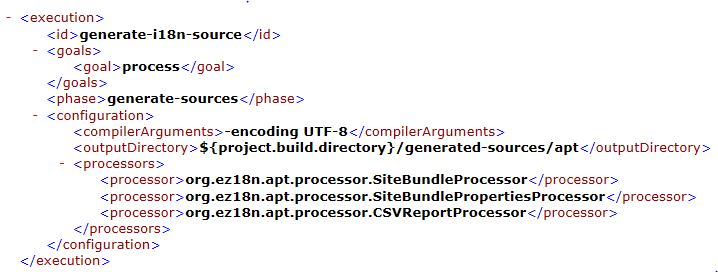 - <execution>
<id>generate-i18n-source</id>
- <goals>
<goal>process</goal>
</goals>
<phase>generate-sources</phase>
- <configuration>
<compilerArguments>-encoding UTF-8</compilerArguments>
<outputDirectory>${project.build.directory}/generated-sources/apt</outputDirectory>
- <processors>
<processor>org.ez18n.apt.processor.SiteBundleProcessor</processor>
<processor>org.ez18n.apt.processor.SiteBundlePropertiesProcessor</processor>
<processor>org.ez18n.apt.processor.CSVReportProcessor</processor>
</processors>
</configuration>
</execution>